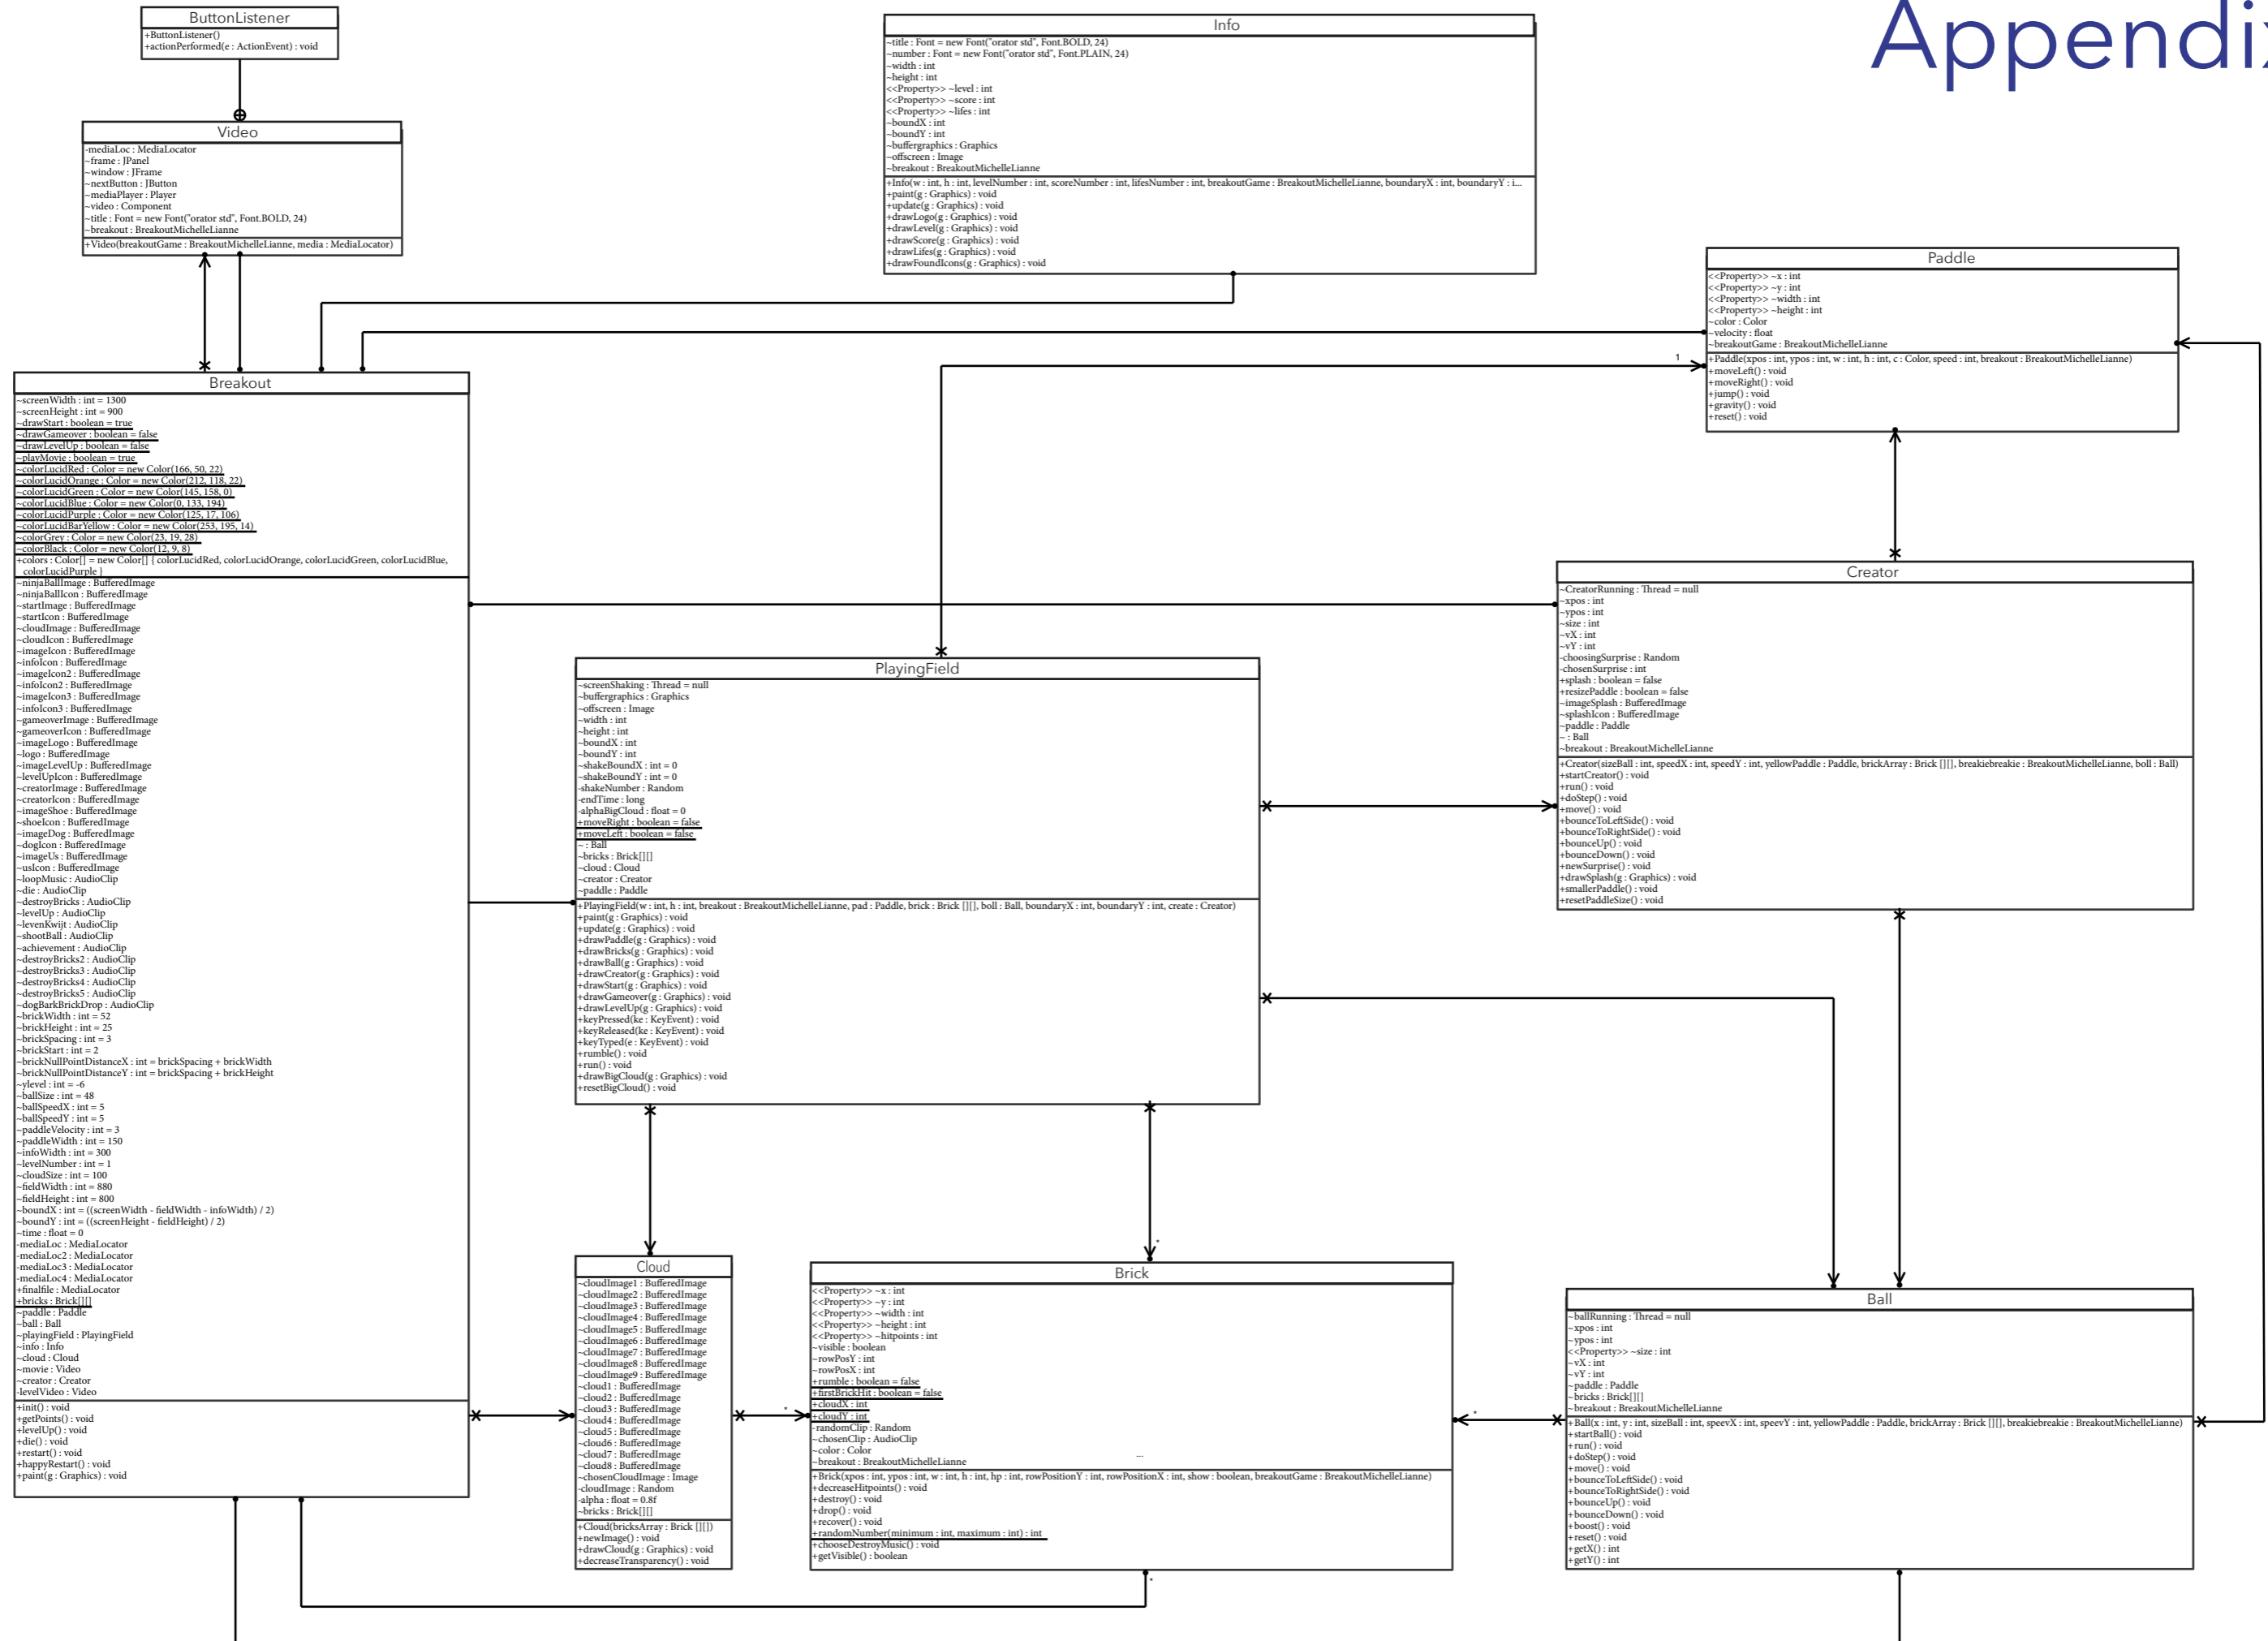 Appendix
ButtonListener
+ButtonListener()
+actionPerformed(e : ActionEvent) : void
Video
-mediaLoc : MediaLocator
~frame : JPanel
~window : JFrame
~nextButton : JButton
~mediaPlayer : Player
~video : Component
~title : Font = new Font("orator std", Font.BOLD, 24)
~breakout : BreakoutMichelleLianne
+Video(breakoutGame : BreakoutMichelleLianne, media : MediaLocator)
Info
~title : Font = new Font("orator std", Font.BOLD, 24)
~number : Font = new Font("orator std", Font.PLAIN, 24)
~width : int
~height : int
<<Property>> ~level : int
<<Property>> ~score : int
<<Property>> ~lifes : int
~boundX : int
~boundY : int
~buffergraphics : Graphics
~offscreen : Image
~breakout : BreakoutMichelleLianne
+Info(w : int, h : int, levelNumber : int, scoreNumber : int, lifesNumber : int, breakoutGame : BreakoutMichelleLianne, boundaryX : int, boundaryY : i...
+paint(g : Graphics) : void
+update(g : Graphics) : void
+drawLogo(g : Graphics) : void
+drawLevel(g : Graphics) : void
+drawScore(g : Graphics) : void
+drawLifes(g : Graphics) : void
+drawFoundIcons(g : Graphics) : void
Paddle
<<Property>> ~x : int
<<Property>> ~y : int
<<Property>> ~width : int
<<Property>> ~height : int
~color : Color
~velocity : float
~breakoutGame : BreakoutMichelleLianne
+Paddle(xpos : int, ypos : int, w : int, h : int, c : Color, speed : int, breakout : BreakoutMichelleLianne)
+moveLeft() : void
+moveRight() : void
+jump() : void
+gravity() : void
+reset() : void
1
Breakout
~screenWidth : int = 1300
~screenHeight : int = 900
~drawStart : boolean = true
~drawGameover : boolean = false
~drawLevelUp : boolean = false
~playMovie : boolean = true
~colorLucidRed : Color = new Color(166, 50, 22)
~colorLucidOrange : Color = new Color(212, 118, 22)
~colorLucidGreen : Color = new Color(145, 158, 0)
~colorLucidBlue : Color = new Color(0, 133, 194)
~colorLucidPurple : Color = new Color(125, 17, 106)
~colorLucidBarYellow : Color = new Color(253, 195, 14)
~colorGrey : Color = new Color(23, 19, 28)
~colorBlack : Color = new Color(12, 9, 8)
+colors : Color[] = new Color[] { colorLucidRed, colorLucidOrange, colorLucidGreen, colorLucidBlue,
colorLucidPurple }
~ninjaBallImage : BufferedImage
~ninjaBallIcon : BufferedImage
~startImage : BufferedImage
~startIcon : BufferedImage
~cloudImage : BufferedImage
~cloudIcon : BufferedImage
~imageIcon : BufferedImage
~infoIcon : BufferedImage
~imageIcon2 : BufferedImage
~infoIcon2 : BufferedImage
~imageIcon3 : BufferedImage
~infoIcon3 : BufferedImage
~gameoverImage : BufferedImage
~gameoverIcon : BufferedImage
~imageLogo : BufferedImage
~logo : BufferedImage
~imageLevelUp : BufferedImage
~levelUpIcon : BufferedImage
~creatorImage : BufferedImage
~creatorIcon : BufferedImage
~imageShoe : BufferedImage
~shoeIcon : BufferedImage
~imageDog : BufferedImage
~dogIcon : BufferedImage
~imageUs : BufferedImage
~usIcon : BufferedImage
~loopMusic : AudioClip
~die : AudioClip
~destroyBricks : AudioClip
~levelUp : AudioClip
~levenKwijt : AudioClip
~shootBall : AudioClip
~achievement : AudioClip
~destroyBricks2 : AudioClip
~destroyBricks3 : AudioClip
~destroyBricks4 : AudioClip
~destroyBricks5 : AudioClip
~dogBarkBrickDrop : AudioClip
~brickWidth : int = 52
~brickHeight : int = 25
~brickSpacing : int = 3
~brickStart : int = 2
~brickNullPointDistanceX : int = brickSpacing + brickWidth
~brickNullPointDistanceY : int = brickSpacing + brickHeight
~ylevel : int = -6
~ballSize : int = 48
~ballSpeedX : int = 5
~ballSpeedY : int = 5
~paddleVelocity : int = 3
~paddleWidth : int = 150
~infoWidth : int = 300
~levelNumber : int = 1
~cloudSize : int = 100
~fieldWidth : int = 880
~fieldHeight : int = 800
~boundX : int = ((screenWidth - fieldWidth - infoWidth) / 2)
~boundY : int = ((screenHeight - fieldHeight) / 2)
~time : float = 0
-mediaLoc : MediaLocator
-mediaLoc2 : MediaLocator
-mediaLoc3 : MediaLocator
-mediaLoc4 : MediaLocator
+finalfile : MediaLocator
+bricks : Brick[][]
~paddle : Paddle
~ball : Ball
~playingField : PlayingField
~info : Info
~cloud : Cloud
~movie : Video
~creator : Creator
-levelVideo : Video
+init() : void
+getPoints() : void
+levelUp() : void
+die() : void
+restart() : void
+happyRestart() : void
+paint(g : Graphics) : void
Creator
~CreatorRunning : Thread = null
~xpos : int
~ypos : int
~size : int
~vX : int
~vY : int
-choosingSurprise : Random
-chosenSurprise : int
+splash : boolean = false
+resizePaddle : boolean = false
~imageSplash : BufferedImage
~splashIcon : BufferedImage
~paddle : Paddle
~ : Ball
~breakout : BreakoutMichelleLianne
+Creator(sizeBall : int, speedX : int, speedY : int, yellowPaddle : Paddle, brickArray : Brick [][], breakiebreakie : BreakoutMichelleLianne, boll : Ball)
+startCreator() : void
+run() : void
+doStep() : void
+move() : void
+bounceToLeftSide() : void
+bounceToRightSide() : void
+bounceUp() : void
+bounceDown() : void
+newSurprise() : void
+drawSplash(g : Graphics) : void
+smallerPaddle() : void
+resetPaddleSize() : void
PlayingField
~screenShaking : Thread = null
~buffergraphics : Graphics
~offscreen : Image
~width : int
~height : int
~boundX : int
~boundY : int
~shakeBoundX : int = 0
~shakeBoundY : int = 0
-shakeNumber : Random
-endTime : long
-alphaBigCloud : float = 0
+moveRight : boolean = false
+moveLeft : boolean = false
~ : Ball
~bricks : Brick[][]
~cloud : Cloud
~creator : Creator
~paddle : Paddle
+PlayingField(w : int, h : int, breakout : BreakoutMichelleLianne, pad : Paddle, brick : Brick [][], boll : Ball, boundaryX : int, boundaryY : int, create : Creator)
+paint(g : Graphics) : void
+update(g : Graphics) : void
+drawPaddle(g : Graphics) : void
+drawBricks(g : Graphics) : void
+drawBall(g : Graphics) : void
+drawCreator(g : Graphics) : void
+drawStart(g : Graphics) : void
+drawGameover(g : Graphics) : void
+drawLevelUp(g : Graphics) : void
+keyPressed(ke : KeyEvent) : void
+keyReleased(ke : KeyEvent) : void
+keyTyped(e : KeyEvent) : void
+rumble() : void
+run() : void
+drawBigCloud(g : Graphics) : void
+resetBigCloud() : void
Cloud
~cloudImage1 : BufferedImage
~cloudImage2 : BufferedImage
~cloudImage3 : BufferedImage
~cloudImage4 : BufferedImage
~cloudImage5 : BufferedImage
~cloudImage6 : BufferedImage
~cloudImage7 : BufferedImage
~cloudImage8 : BufferedImage
~cloudImage9 : BufferedImage
~cloud1 : BufferedImage
~cloud2 : BufferedImage
~cloud3 : BufferedImage
~cloud4 : BufferedImage
~cloud5 : BufferedImage
~cloud6 : BufferedImage
~cloud7 : BufferedImage
~cloud8 : BufferedImage
~chosenCloudImage : Image
-cloudImage : Random
-alpha : float = 0.8f
~bricks : Brick[][]
+Cloud(bricksArray : Brick [][])
+newImage() : void
+drawCloud(g : Graphics) : void
+decreaseTransparency() : void
*
*
Brick
<<Property>> ~x : int
<<Property>> ~y : int
<<Property>> ~width : int
<<Property>> ~height : int
<<Property>> ~hitpoints : int
~visible : boolean
~rowPosY : int
~rowPosX : int
+rumble : boolean = false
+firstBrickHit : boolean = false
+cloudX : int
+cloudY : int
-randomClip : Random
~chosenClip : AudioClip
~color : Color
...
~breakout : BreakoutMichelleLianne
+Brick(xpos : int, ypos : int, w : int, h : int, hp : int, rowPositionY : int, rowPositionX : int, show : boolean, breakoutGame : BreakoutMichelleLianne)
+decreaseHitpoints() : void
+destroy() : void
+drop() : void
+recover() : void
+randomNumber(minimum : int, maximum : int) : int
+chooseDestroyMusic() : void
+getVisible() : boolean
*
*
Ball
~ballRunning : Thread = null
~xpos : int
~ypos : int
<<Property>> ~size : int
~vX : int
~vY : int
~paddle : Paddle
~bricks : Brick[][]
~breakout : BreakoutMichelleLianne
+Ball(x : int, y : int, sizeBall : int, speevX : int, speevY : int, yellowPaddle : Paddle, brickArray : Brick [][], breakiebreakie : BreakoutMichelleLianne)
+startBall() : void
+run() : void
+doStep() : void
+move() : void
+bounceToLeftSide() : void
+bounceToRightSide() : void
+bounceUp() : void
+bounceDown() : void
+boost() : void
+reset() : void
+getX() : int
+getY() : int